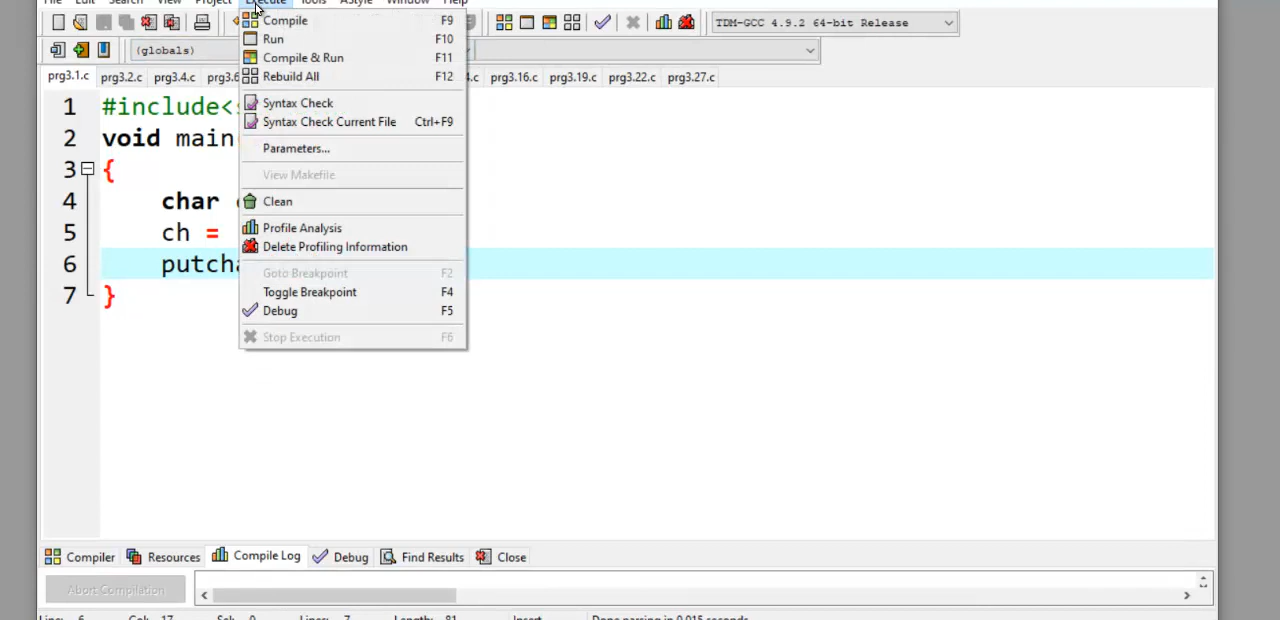 File Edit Search View Project Execute Tools AStyle Window Help
TDM-GCC 4.9.2 64-bit Release
(globals)
prg3.1.c prg3.2.c prg3.4.c prg3.6 prg3.16.c prg3.19.c prg3.22.c prg3.27.c
Compile F9
Run F10
Compile & Run F11
Rebuild All F12
Syntax Check
Syntax Check Current File Ctrl+F9
Parameters...
View Makefile
Clean
Profile Analysis
Delete Profiling Information
Goto Breakpoint F2
Toggle Breakpoint F4
Debug F5
Stop Execution F6
1 #include<
2 void main
3 {
4 char
5 ch =
6 putcha
7 }
Compiler Resources Compile Log Debug Find Results Close
Abort Compilation
Line: 6 Col: 17 Sel: 0 Lines: 7 Length: 81 Insert Done parsing in 0.015 seconds